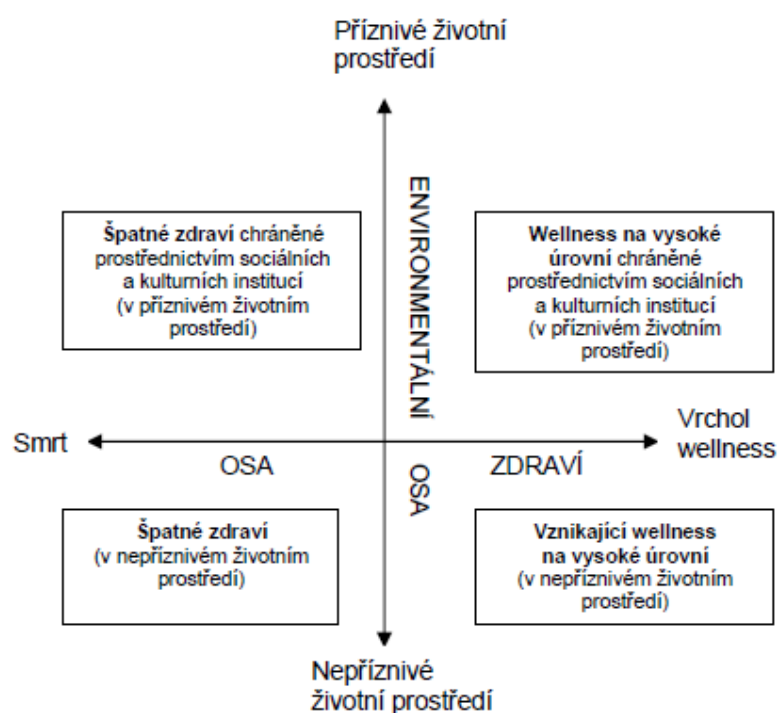 Příznivé životní
prostředí
ENVIRONMENTÁLNÍ
Špatné zdraví chráněné
prostřednictvím sociálních
a kulturních institucí
(v příznivém životním
prostředí)
Wellness na vysoké
úrovní chráněné
prostřednictvím sociálních
a kulturních institucí
(v příznivém životním
prostředí)
Smrt
Vrchol
wellness
OSA
ZDRAVÍ
OSA
Špatné zdraví
(v nepříznivém životním
prostředí)
Vznikající wellness
na vysoké úrovní
(v nepříznivém životním
prostředí)
Nepříznivé
životní prostředí